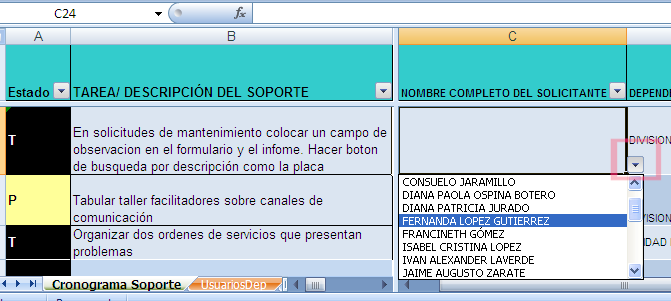 C24
A B C
Estado TAREA/ DESCRIPCIÓN DEL SOPORTE NOMBRE COMPLETO DEL SOLICITANTE DEPEND
T
En solicitudes de mantenimiento colocar un campo de
observacion en el formulario y el infome. Hacer boton
de busqueda por descripción como la placa
DIVISION
P
Tabular taller facilitadores sobre canales de
comunicación
T
Organizar dos ordenes de servicios que presentan
problemas
CONSUELO JARAMILLO
DIANA PAOLA OSPINA BOTERO
DIANA PATRICIA JURADO
FERNANDA LOPEZ GUTIERREZ
FRANCINETH GÓMEZ
ISABEL CRISTINA LOPEZ
IVAN ALEXANDER LAVERDE
JAIME AUGUSTO ZARATE
VISION
IDAD
Cronograma Soporte UsuariosDep